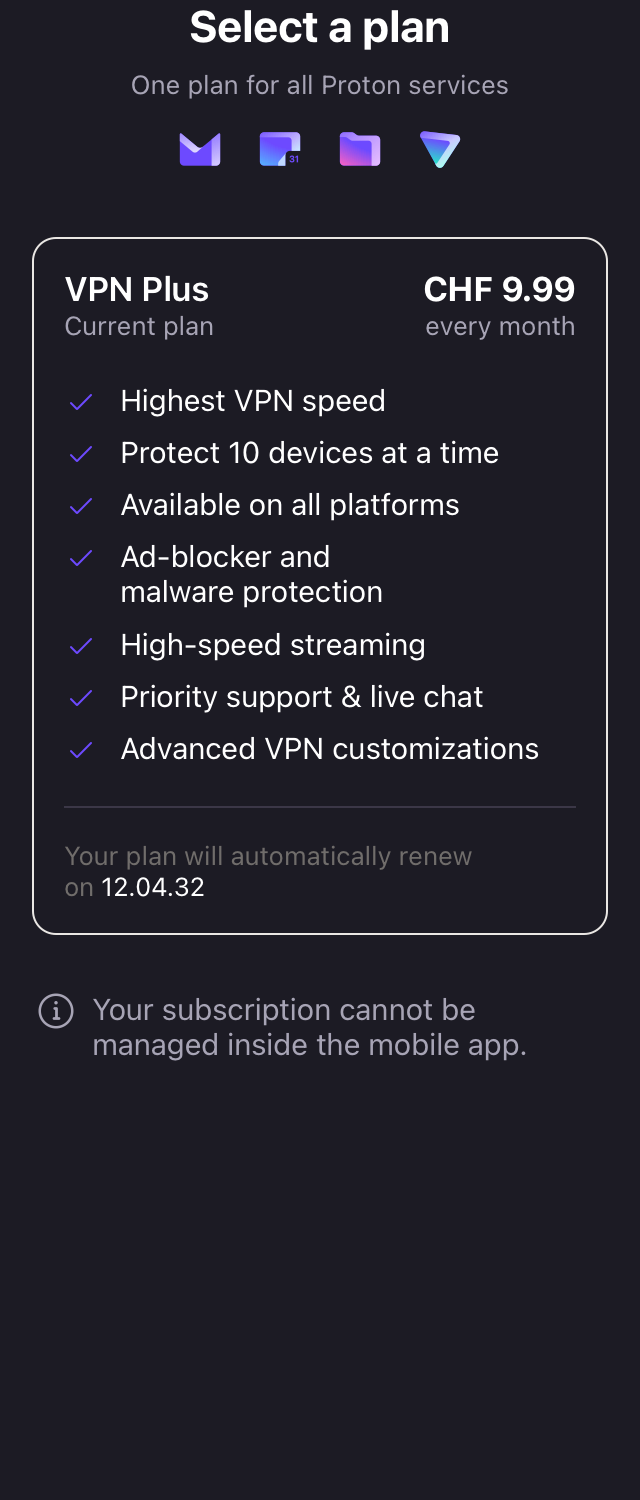 Select a plan
One plan for all Proton services
31
VPN Plus
CHF 9.99
Current plan
every month
Highest VPN speed
Protect 10 devices at a time
Available on all platforms
Ad-blocker and
malware protection
High-speed streaming
Priority support & live chat
Advanced VPN customizations
Your plan will automatically renew
on 12.04.32
Your subscription cannot be
managed inside the mobile app.